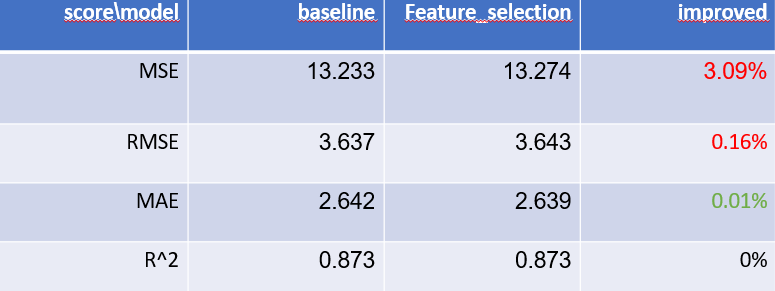 score\model baseline Feature_selection improved
MSE 13.233 13.274 3.09%
RMSE 3.637 3.643 0.16%
MAE 2.642 2.639 0.01%
R^2 0.873 0.873 0%